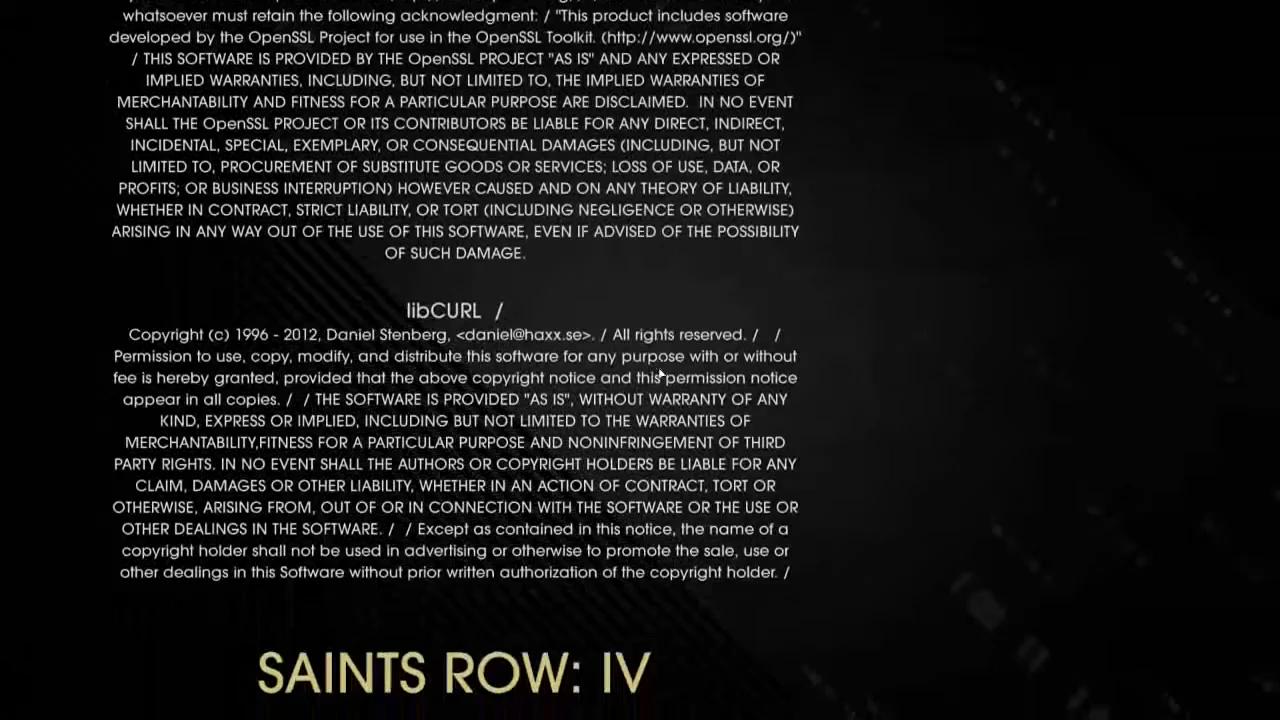 whatsoever must retain the following acknowledgment: / "This product includes software
developed by the OpenSSL Project for use in the OpenSSL Toolkit. (http://www.openssl.org/)"
/ THIS SOFTWARE IS PROVIDED BY THE OpenSSL PROJECT "AS IS" AND ANY EXPRESSED OR
IMPLIED WARRANTIES, INCLUDING, BUT NOT LIMITED TO, THE IMPLIED WARRANTIES OF
MERCHANTABILITY AND FITNESS FOR A PARTICULAR PURPOSE ARE DISCLAIMED.  IN NO EVENT
SHALL THE OpenSSL PROJECT OR ITS CONTRIBUTORS BE LIABLE FOR ANY DIRECT, INDIRECT,
INCIDENTAL, SPECIAL, EXEMPLARY, OR CONSEQUENTIAL DAMAGES (INCLUDING, BUT NOT
LIMITED TO, PROCUREMENT OF SUBSTITUTE GOODS OR SERVICES; LOSS OF USE, DATA, OR
PROFITS; OR BUSINESS INTERRUPTION) HOWEVER CAUSED AND ON ANY THEORY OF LIABILITY,
WHETHER IN CONTRACT, STRICT LIABILITY, OR TORT (INCLUDING NEGLIGENCE OR OTHERWISE)
ARISING IN ANY WAY OUT OF THE USE OF THIS SOFTWARE, EVEN IF ADVISED OF THE POSSIBILITY
OF SUCH DAMAGE.
libCURL /
Copyright (c) 1996 - 2012, Daniel Stenberg, <daniel@haxx.se>. / All rights reserved. /  /
Permission to use, copy, modify, and distribute this software for any purpose with or without
fee is hereby granted, provided that the above copyright notice and this permission notice
appear in all copies. /  / THE SOFTWARE IS PROVIDED "AS IS", WITHOUT WARRANTY OF ANY
KIND, EXPRESS OR IMPLIED, INCLUDING BUT NOT LIMITED TO THE WARRANTIES OF
MERCHANTABILITY,FITNESS FOR A PARTICULAR PURPOSE AND NONINFRINGEMENT OF THIRD
PARTY RIGHTS. IN NO EVENT SHALL THE AUTHORS OR COPYRIGHT HOLDERS BE LIABLE FOR ANY
CLAIM, DAMAGES OR OTHER LIABILITY, WHETHER IN AN ACTION OF CONTRACT, TORT OR
OTHERWISE, ARISING FROM, OUT OF OR IN CONNECTION WITH THE SOFTWARE OR THE USE OR
OTHER DEALINGS IN THE SOFTWARE. /  / Except as contained in this notice, the name of a
copyright holder shall not be used in advertising or otherwise to promote the sale, use or
other dealings in this Software without prior written authorization of the copyright holder. /
SAINTS ROW: IV